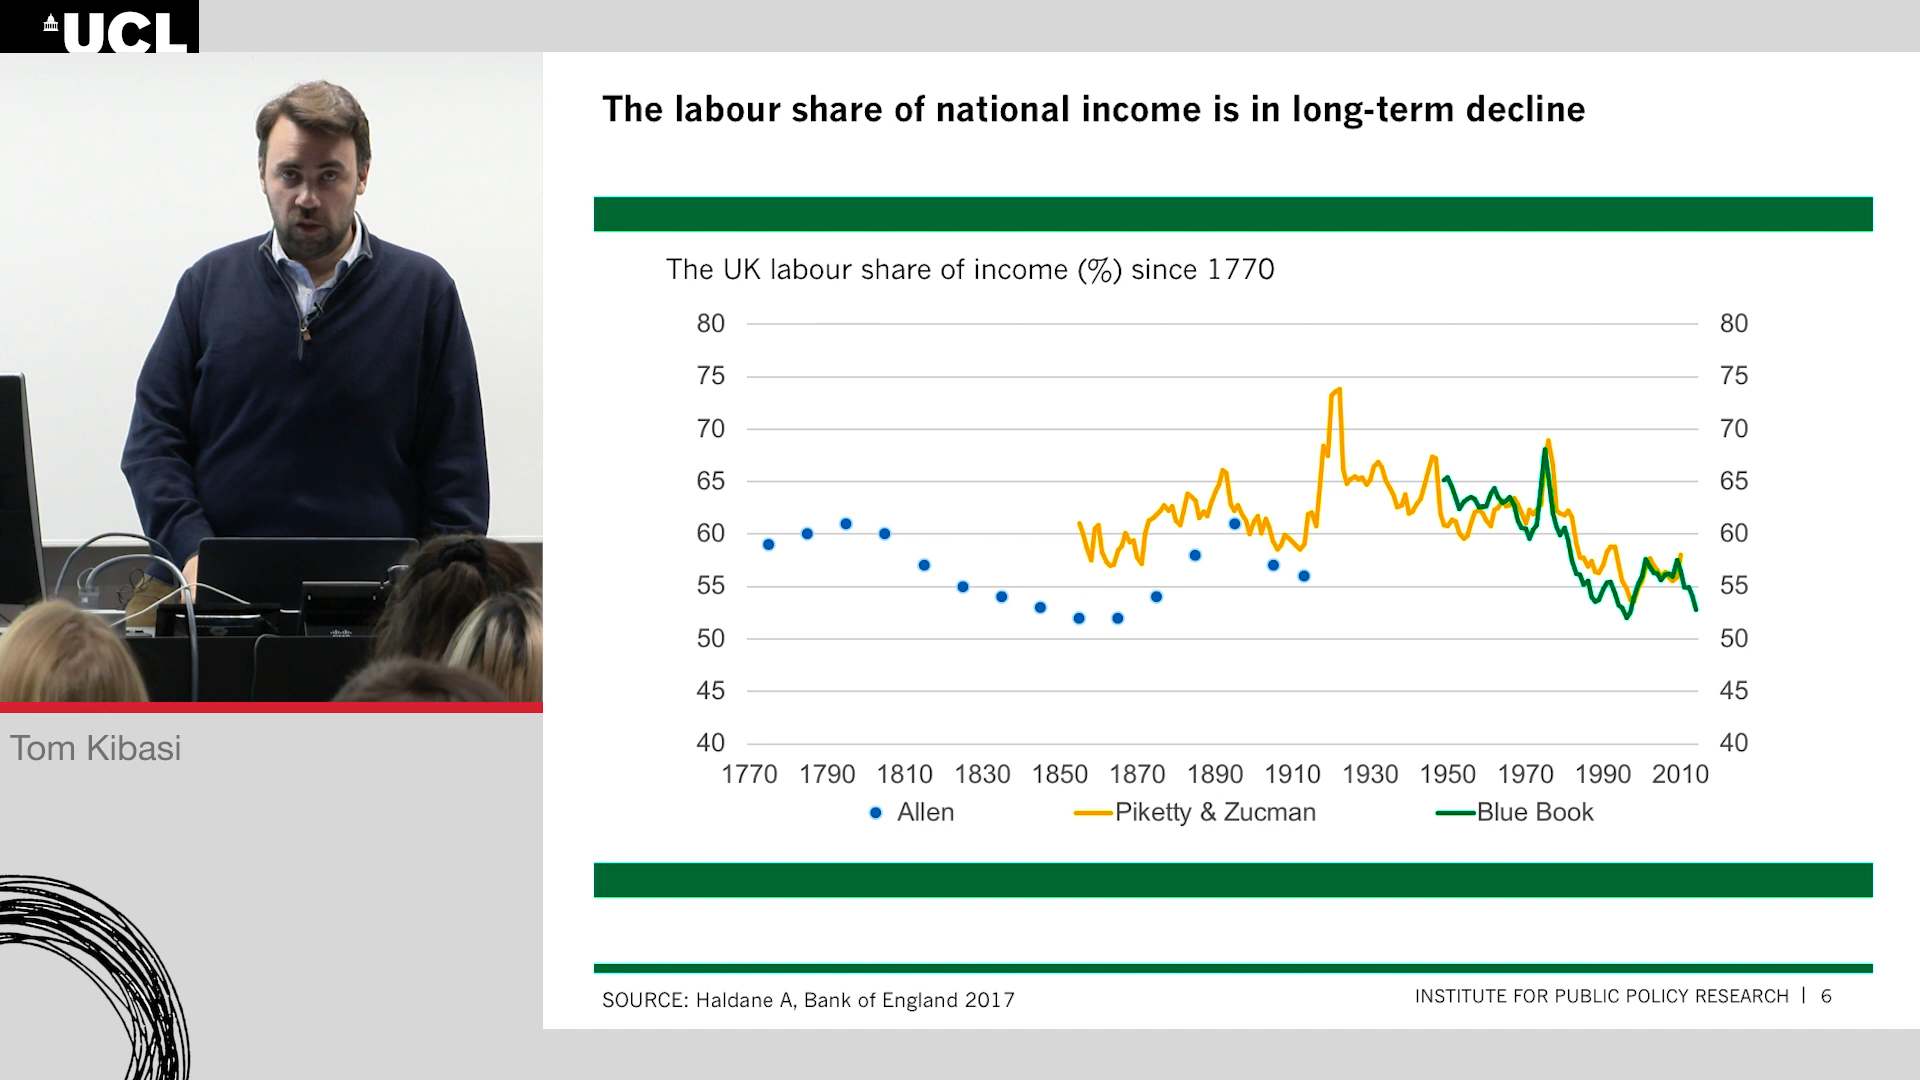 UCL
The labour share of national income is in long-term decline
The UK labour share of income (%) since 1770
80 80
75 75
70 70
65 65
60 60
55 55
50 50
45 45
40 40
1770 1790 1810 1830 1850 1870 1890 1910 1930 1950 1970 1990 2010
Allen Piketty & Zucman Blue Book
SOURCE: Haldane A, Bank of England 2017
INSTITUTE FOR PUBLIC POLICY RESEARCH | 6
Tom Kibasi